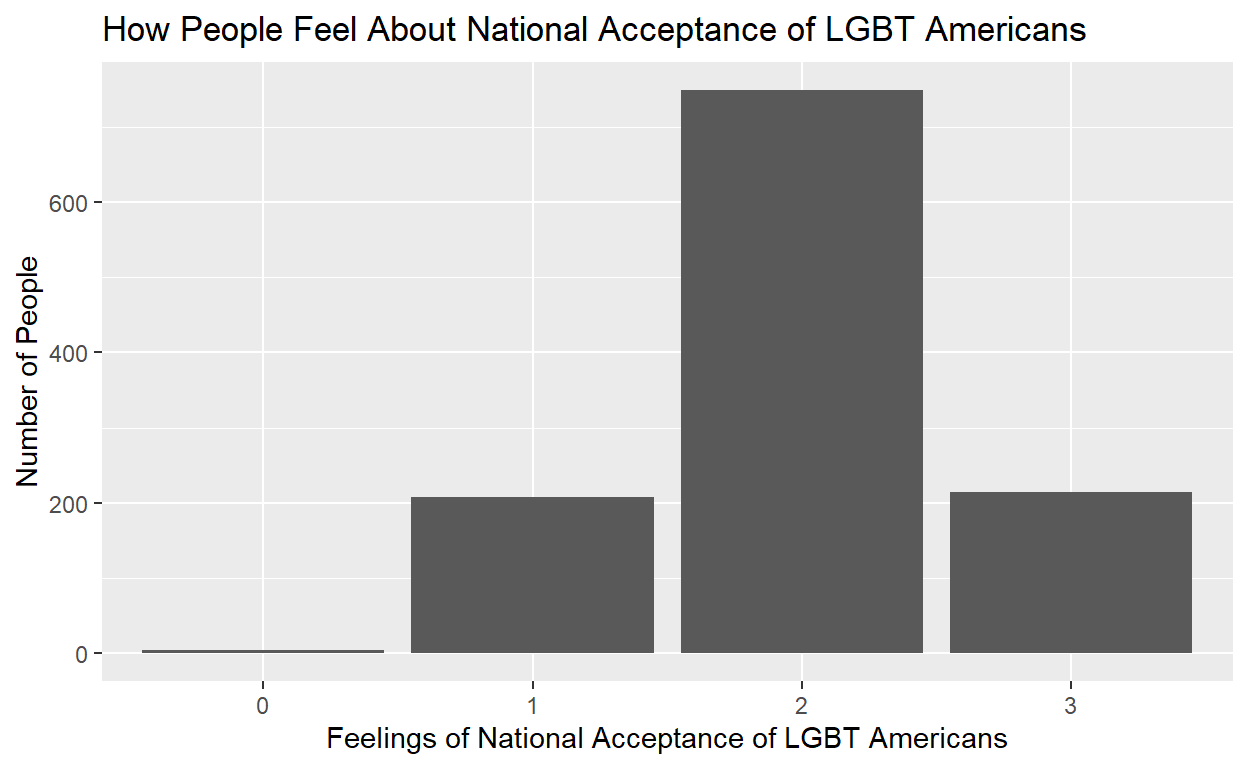 How People Feel About National Acceptance of LGBT Americans
Number of People
600
400
200
0
0 1 2 3
Feelings of National Acceptance of LGBT Americans